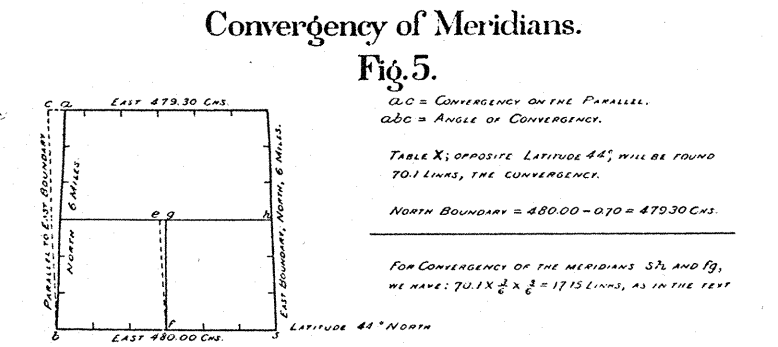 Convergency of Meridians.
Fig. 5.
c a
EAST 479.30 CHS.
PARALLEL TO EAST BOUNDARY
NORTH 6 MILES.
e g h
EAST BOUNDARY, NORTH, 6 MILES.
b f s
EAST 480.00 CHS.
LATITUDE 44° NORTH
ac = CONVERGENCY ON THE PARALLEL.
abc = ANGLE OF CONVERGENCY.
TABLE X; OPPOSITE LATITUDE 44°, WILL BE FOUND
70.1 LINKS, THE CONVERGENCY.
NORTH BOUNDARY = 480.00 – 0.70 = 479.30 CHS.
FOR CONVERGENCY OF THE MERIDIANS Sh AND fg,
WE HAVE: 70.1 X 3/6 X 3/6 = 17.15 LINKS, AS IN THE TEXT